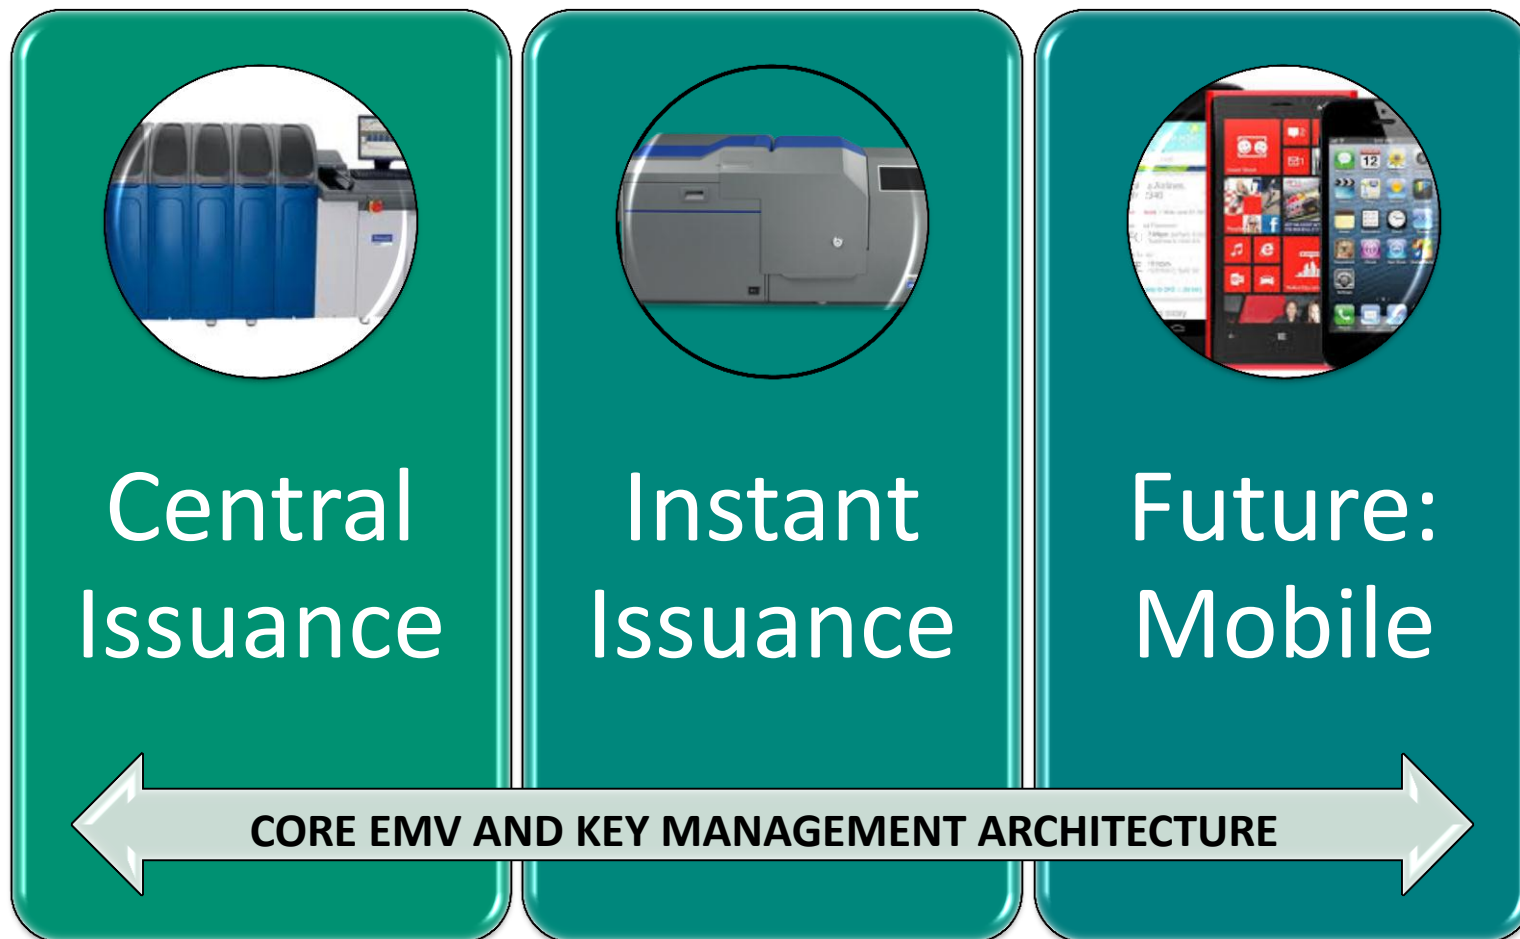 Central
Issuance
Instant
Issuance
Future:
Mobile
CORE EMV AND KEY MANAGEMENT ARCHITECTURE